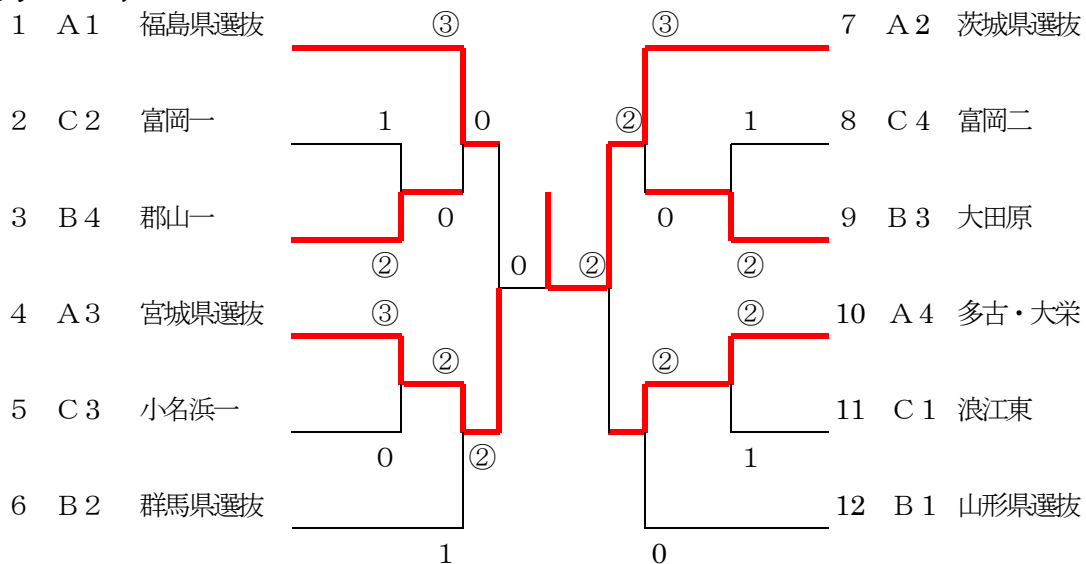 1 A1 福島県選抜 ③ ③ 7 A2 茨城県選抜
2 C2 富岡一 1 0 ② 1 8 C4 富岡二
3 B4 郡山一 0 0 9 B3 大田原
② 0 ② ②
4 A3 宮城県選抜 ③ ② 10 A4 多古・大栄
② ②
5 C3 小名浜一 11 C1 浪江東
0 ② 1
6 B2 群馬県選抜 12 B1 山形県選抜
1 0